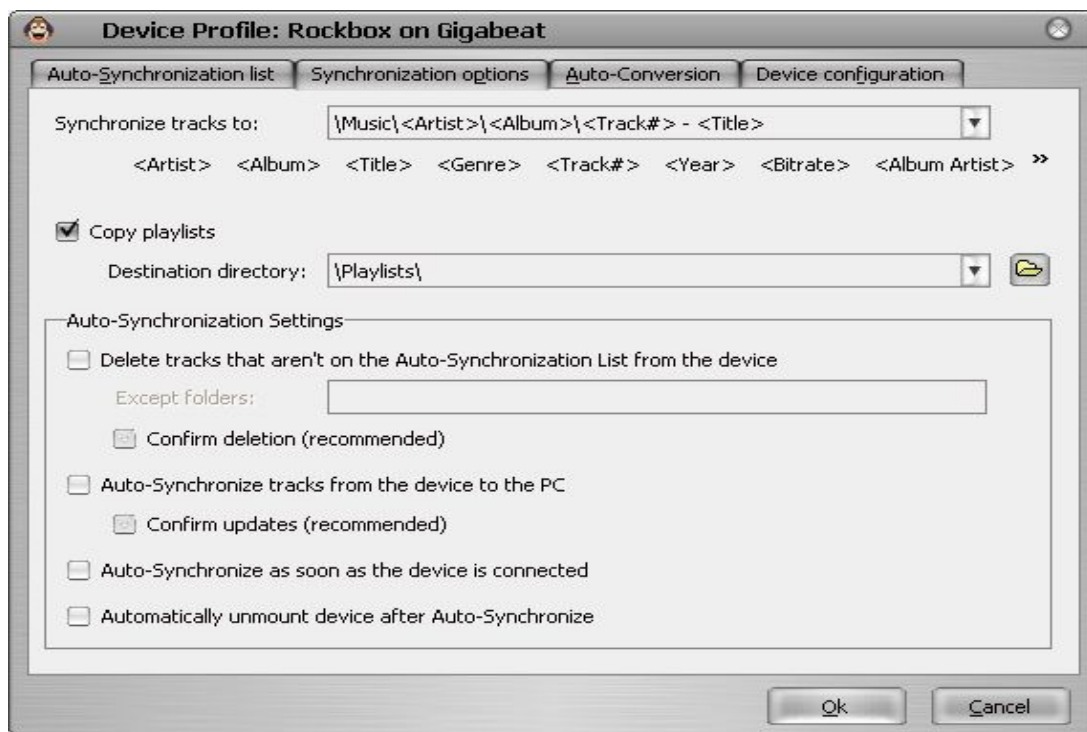 Device Profile: Rockbox on Gigabeat
Auto-Synchronization list Synchronization options Auto-Conversion Device configuration
Synchronize tracks to: \Music\<Artist>\<Album>\<Track#> - <Title>
<Artist> <Album> <Title> <Genre> <Track#> <Year> <Bitrate> <Album Artist> »
Copy playlists
Destination directory: \Playlists\
Auto-Synchronization Settings
Delete tracks that aren't on the Auto-Synchronization List from the device
Except folders:
Confirm deletion (recommended)
Auto-Synchronize tracks from the device to the PC
Confirm updates (recommended)
Auto-Synchronize as soon as the device is connected
Automatically unmount device after Auto-Synchronize
Ok Cancel